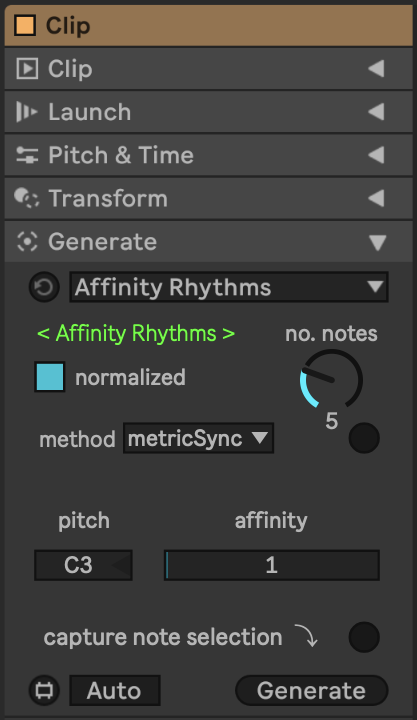 Clip
Clip
Launch
Pitch & Time
Transform
Generate
Affinity Rhythms
< Affinity Rhythms > no. notes
normalized
5
method metricSync
pitch affinity
C3 1
capture note selection
Auto Generate